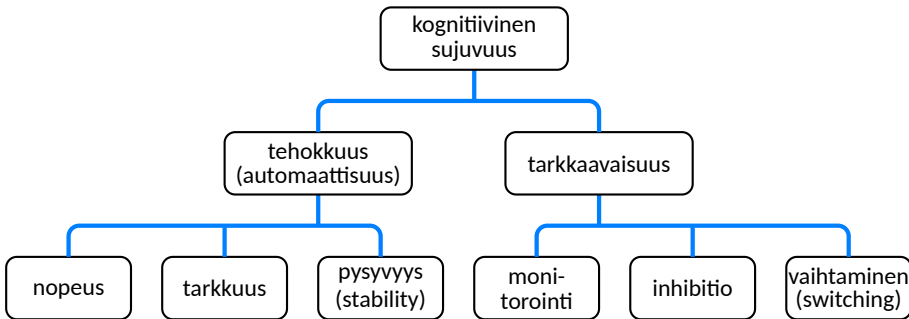 kognitiivinen
sujuvuus
tehokkuus
(automaattisuus)
tarkkaavaisuus
nopeus
tarkkuus
pysyvyys
(stability)
moni-
torointi
inhibitio
vaihtaminen
(switching)